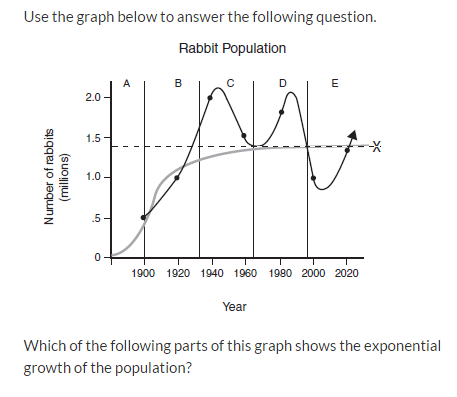 Use the graph below to answer the following question.
Rabbit Population
A B C D E
Number of rabbits
(millions)
2.0
1.5
1.0
.5
0
X
1900 1920 1940 1960 1980 2000 2020
Year
Which of the following parts of this graph shows the exponential
growth of the population?